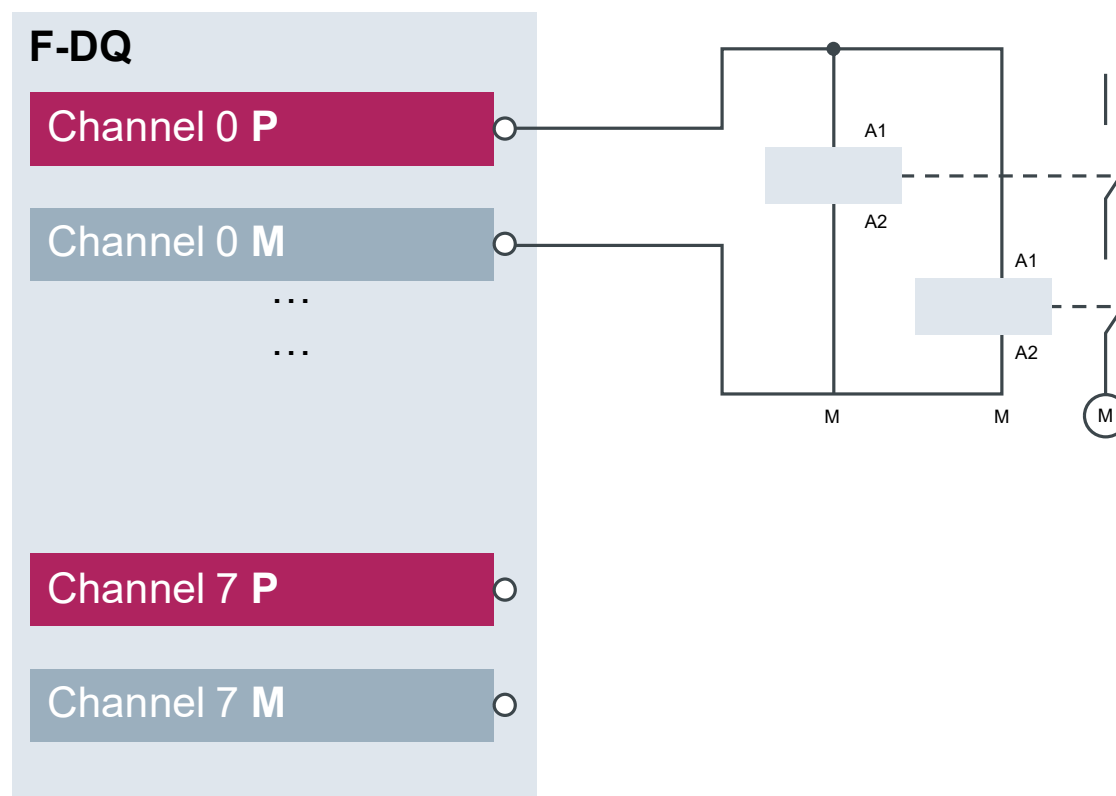 F-DQ
Channel 0 P
Channel 0 M
...
...
Channel 7 P
Channel 7 M
A1
A2
A1
A2
M
M
M